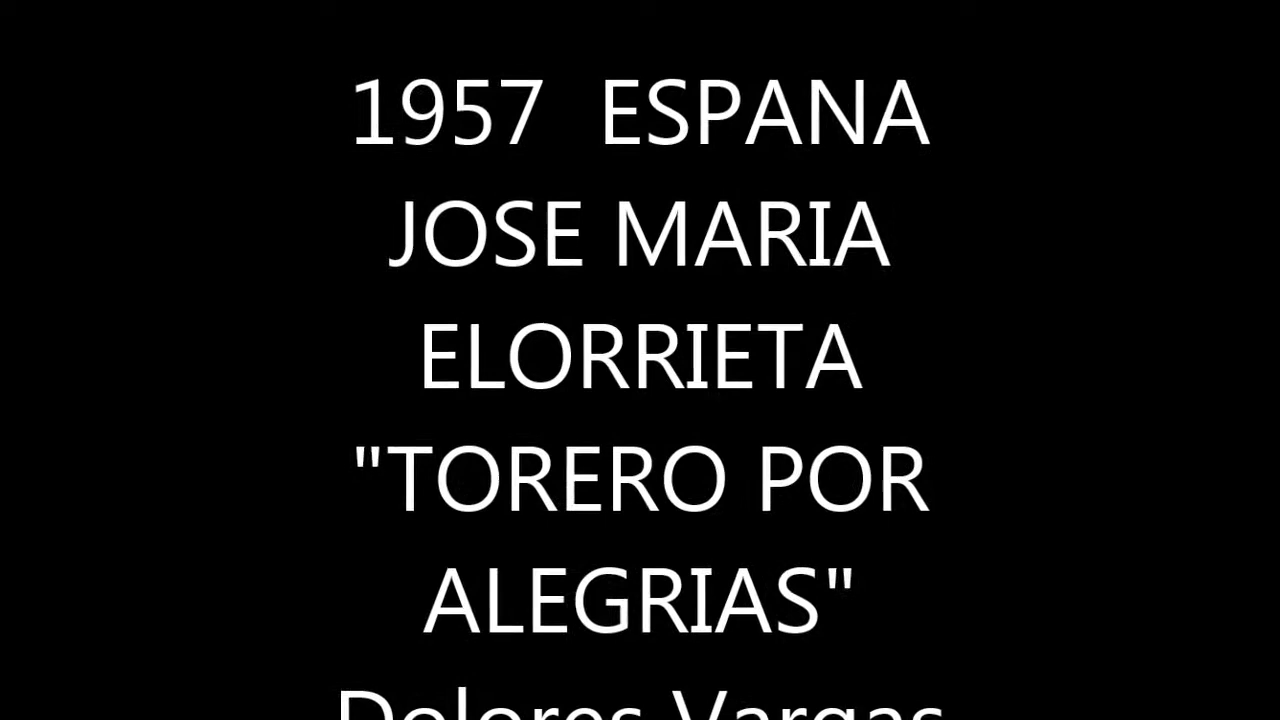 1957  ESPANA
JOSE MARIA
ELORRIETA
"TORERO POR
ALEGRIAS"
Dolores Vargas